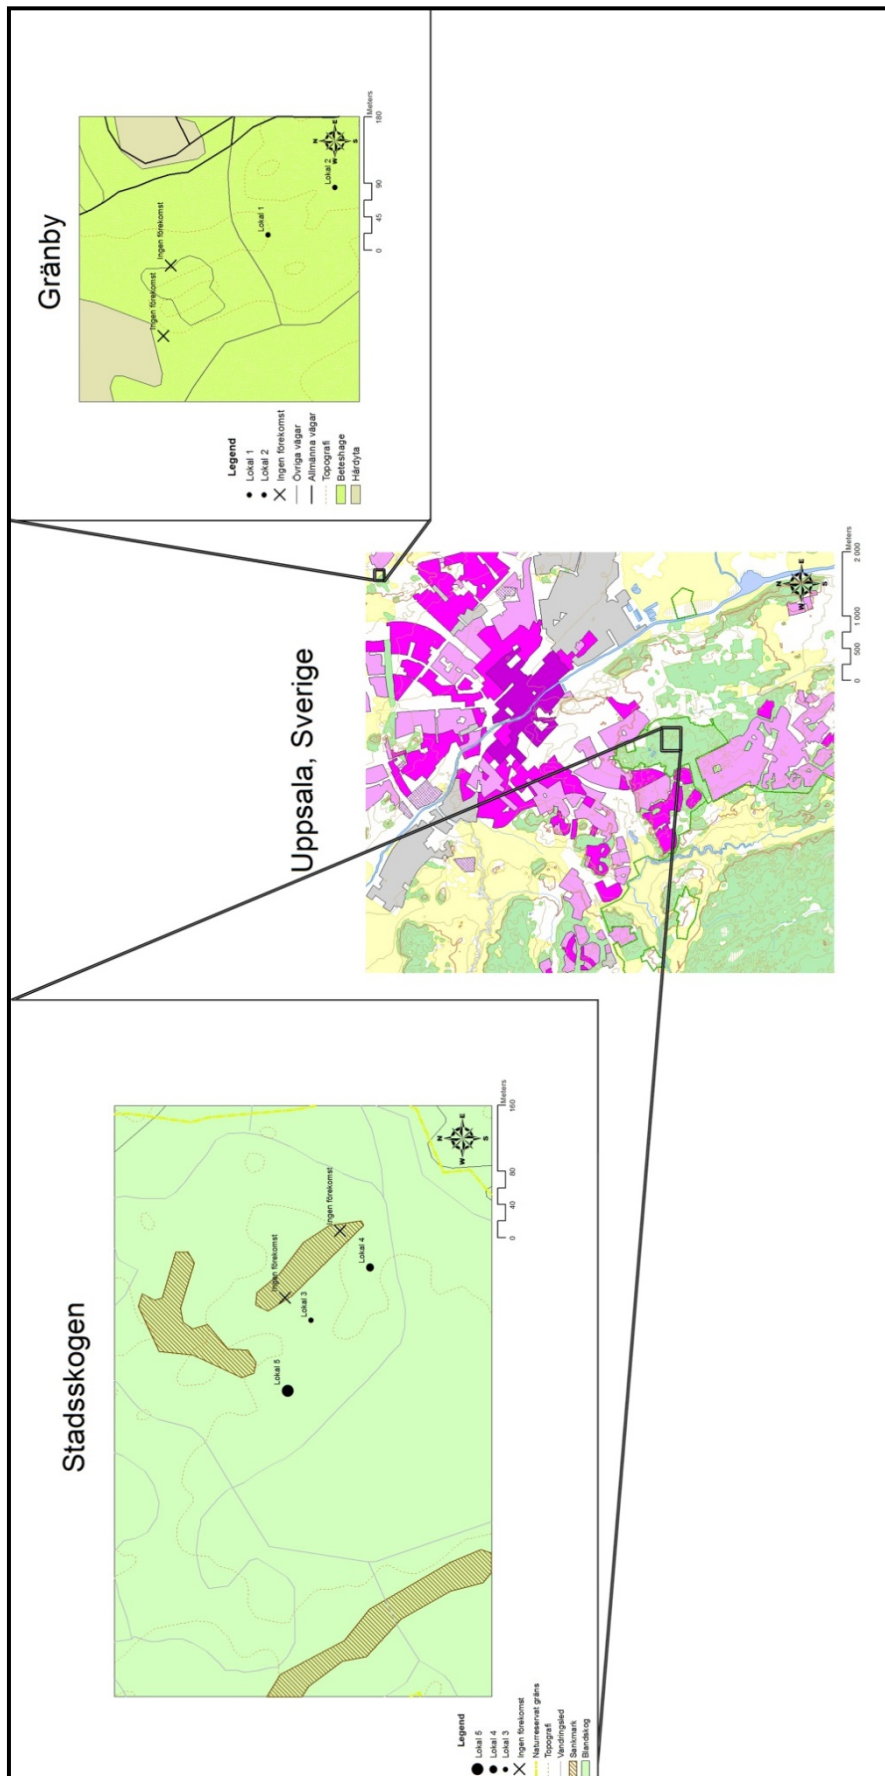 Gränby
Ingen förekomst
Ingen förekomst
Lokal 1
Lokal 2
N
E
S
W
0
45
90
180
Meters
Legend
Lokal 1
Lokal 2
Ingen förekomst
Övriga vägar
Allmänna vägar
Topografi
Beteshage
Hårdyta
Uppsala, Sverige
N
E
S
W
0
500
1 000
2 000
Meters
Stadsskogen
Lokal 5
Lokal 3
Ingen förekomst
Ingen förekomst
Lokal 4
N
E
S
W
0
40
80
160
Meters
Legend
Lokal 5
Lokal 4
Lokal 3
Ingen förekomst
Naturreservat gräns
Topografi
Vandringsled
Sankmark
Blandskog